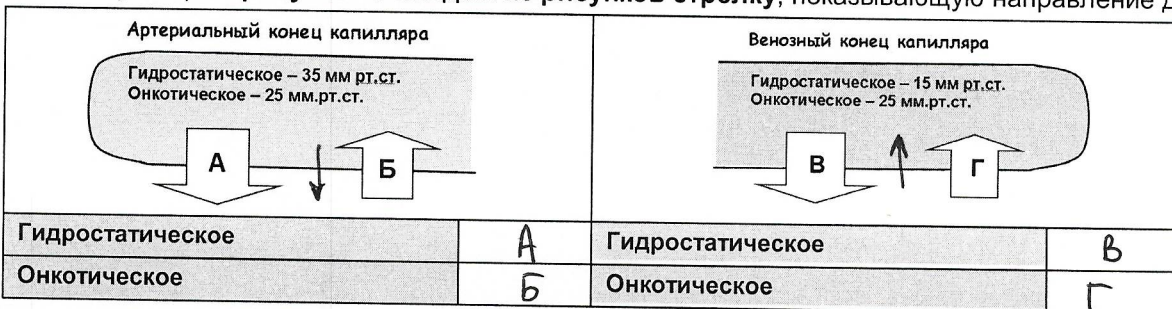 рисунков стрелку, показывающую направление
Артериальный конец капилляра
Гидростатическое – 35 мм рт.ст.
Онкотическое – 25 мм.рт.ст.
А
Б
Венозный конец капилляра
Гидростатическое – 15 мм рт.ст.
Онкотическое – 25 мм.рт.ст.
В
Г
Гидростатическое А Гидростатическое В
Онкотическое Б Онкотическое Г